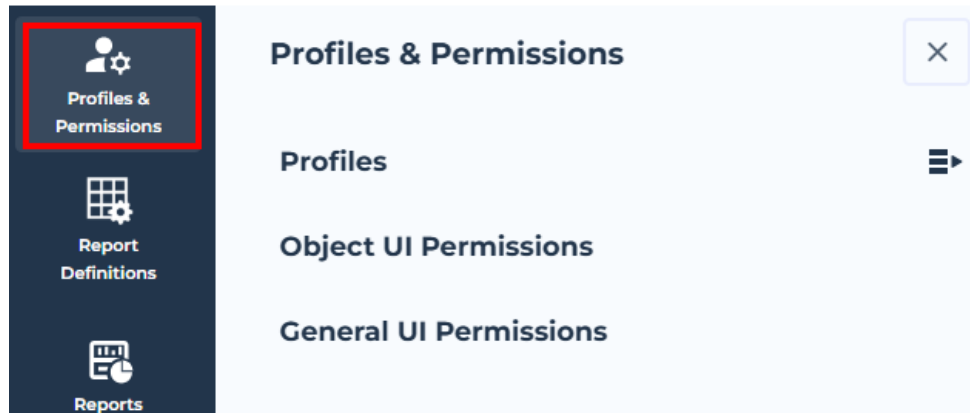 Profiles &
Permissions
Report
Definitions
Reports
Profiles & Permissions
Profiles
Object UI Permissions
General UI Permissions